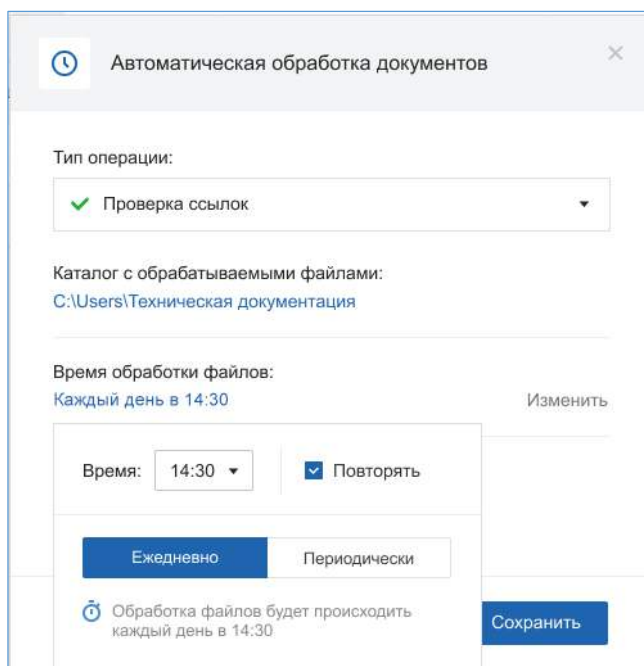 Автоматическая обработка документов
Тип операции:
Проверка ссылок
Каталог с обрабатываемыми файлами:
C:\Users\Техническая документация
Время обработки файлов:
Каждый день в 14:30
Изменить
Время:
14:30
Повторять
Ежедневно
Периодически
Обработка файлов будет происходить
каждый день в 14:30
Сохранить